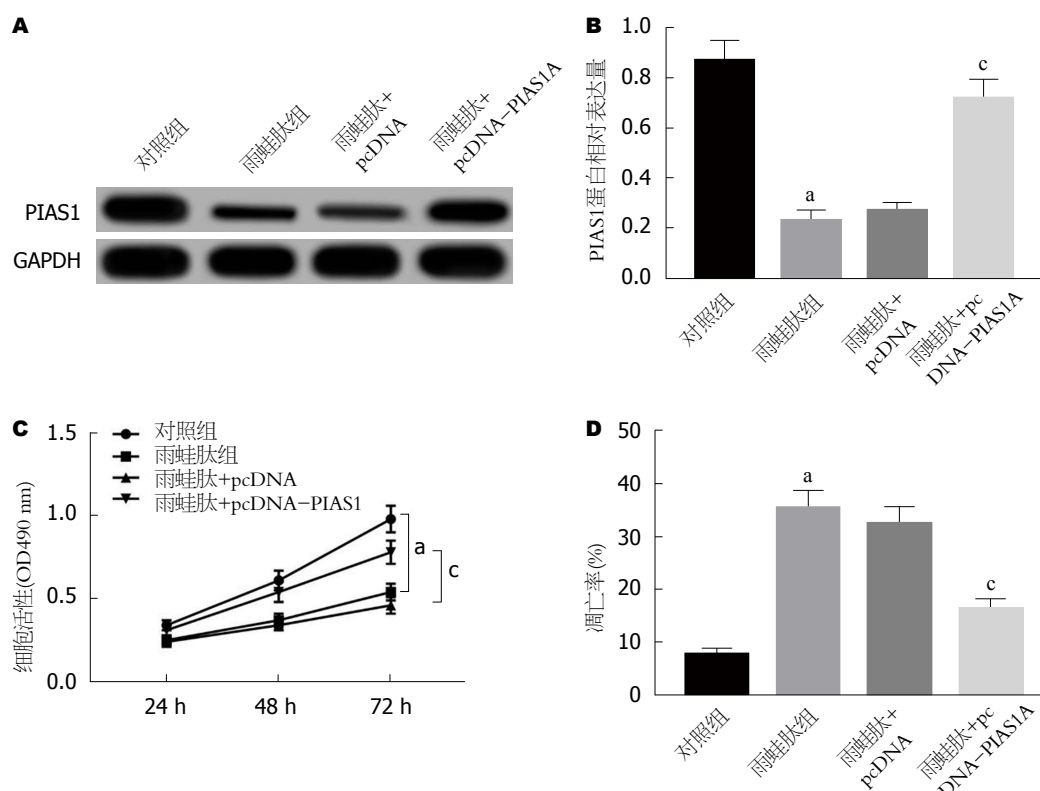 A
对照组
雨蛙肽组
雨蛙肽+
pcDNA
雨蛙肽+
pcDNA-PIAS1A
PIAS1
GAPDH
B
PIAS1蛋白相对表达量
1.0
0.8
0.6
0.4
0.2
0.0
a
c
对照组
雨蛙肽组
雨蛙肽+
pcDNA
雨蛙肽+pc
DNA-PIAS1A
C
细胞活性(OD490 nm)
1.5
1.0
0.5
0.0
对照组
雨蛙肽组
雨蛙肽+pcDNA
雨蛙肽+pcDNA-PIAS1
a
c
24 h
48 h
72 h
D
凋亡率(%)
50
40
30
20
10
0
a
c
对照组
雨蛙肽组
雨蛙肽+
pcDNA
雨蛙肽+pc
DNA-PIAS1A